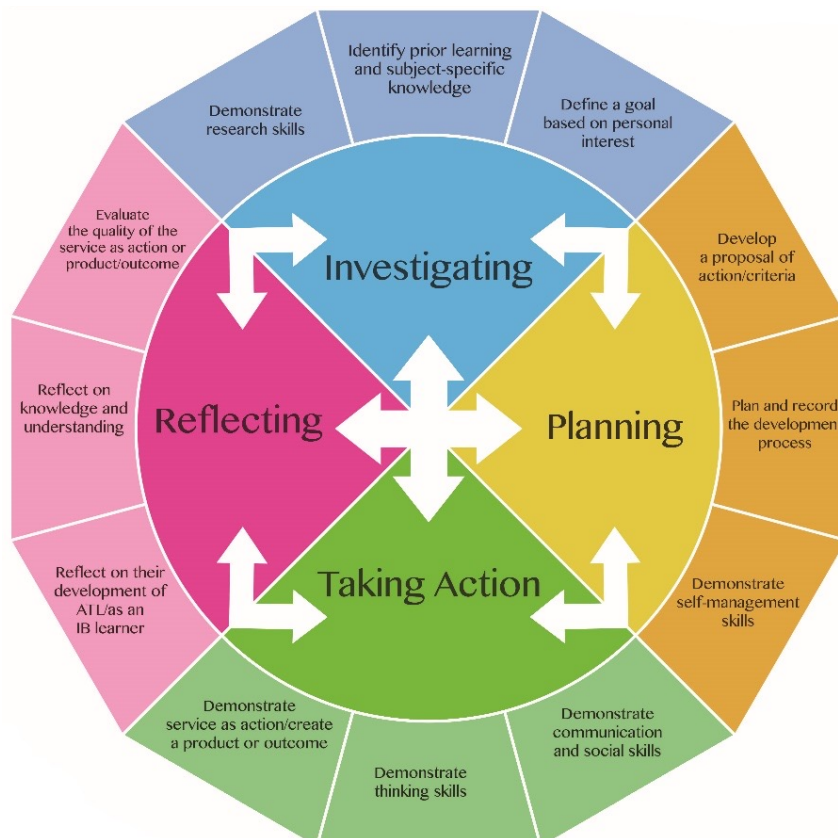 Identify prior learning
and subject-specific
knowledge
Define a goal
based on personal
interest
Demonstrate
research skills
Investigating
Develop
a proposal of
action/criteria
Plan and record
the development
process
Demonstrate
self-management
skills
Planning
Demonstrate
communication
and social skills
Demonstrate
thinking skills
Demonstrate
service as action/create
a product or outcome
Taking Action
Reflect on their
development of
ATL/as an
IB learner
Reflect on
knowledge and
understanding
Evaluate
the quality of the
service as action or
product/outcome
Reflecting